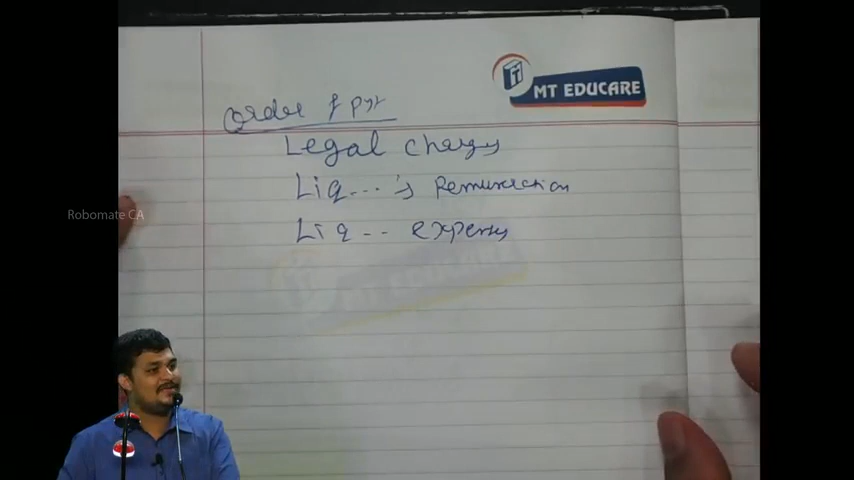 MT EDUCARE
Order of pyt
Legal charges
Liq...'s Remuneration
Robomate CA
Liq.. expenses